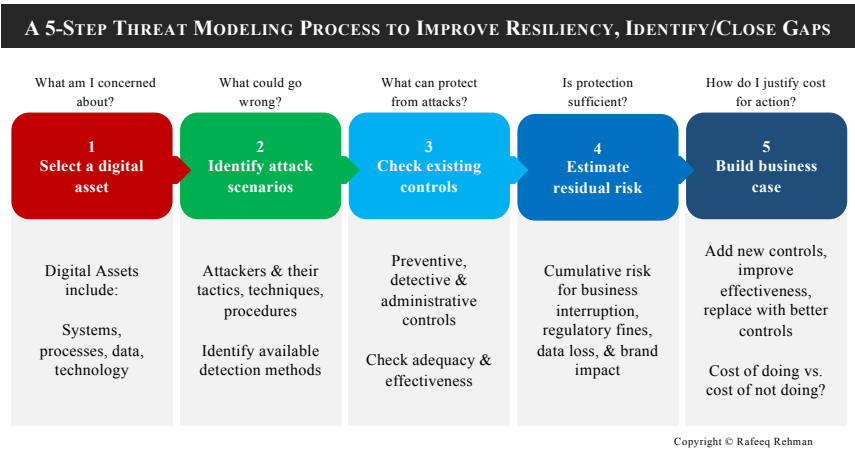 A 5-Step Threat Modeling Process to Improve Resiliency, Identify/Close Gaps
What am I concerned
about?
1
Select a digital
asset
Digital Assets
include:
Systems,
processes, data,
technology
What could go
wrong?
2
Identify attack
scenarios
Attackers & their
tactics, techniques,
procedures
Identify available
detection methods
What can protect
from attacks?
3
Check existing
controls
Preventive,
detective &
administrative
controls
Check adequacy &
effectiveness
Is protection
sufficient?
4
Estimate
residual risk
Cumulative risk
for business
interruption,
regulatory fines,
data loss, & brand
impact
How do I justify cost
for action?
5
Build business
case
Add new controls,
improve
effectiveness,
replace with better
controls
Cost of doing vs.
cost of not doing?
Copyright © Rafeeq Rehman